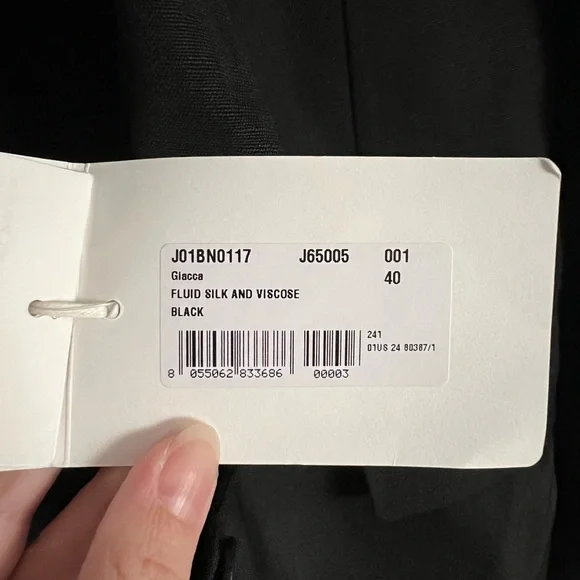 J01BN0117 J65005 001
Giacca 40
FLUID SILK AND VISCOSE
BLACK
241
01US 24 80387/1
8 055062 833686 00003